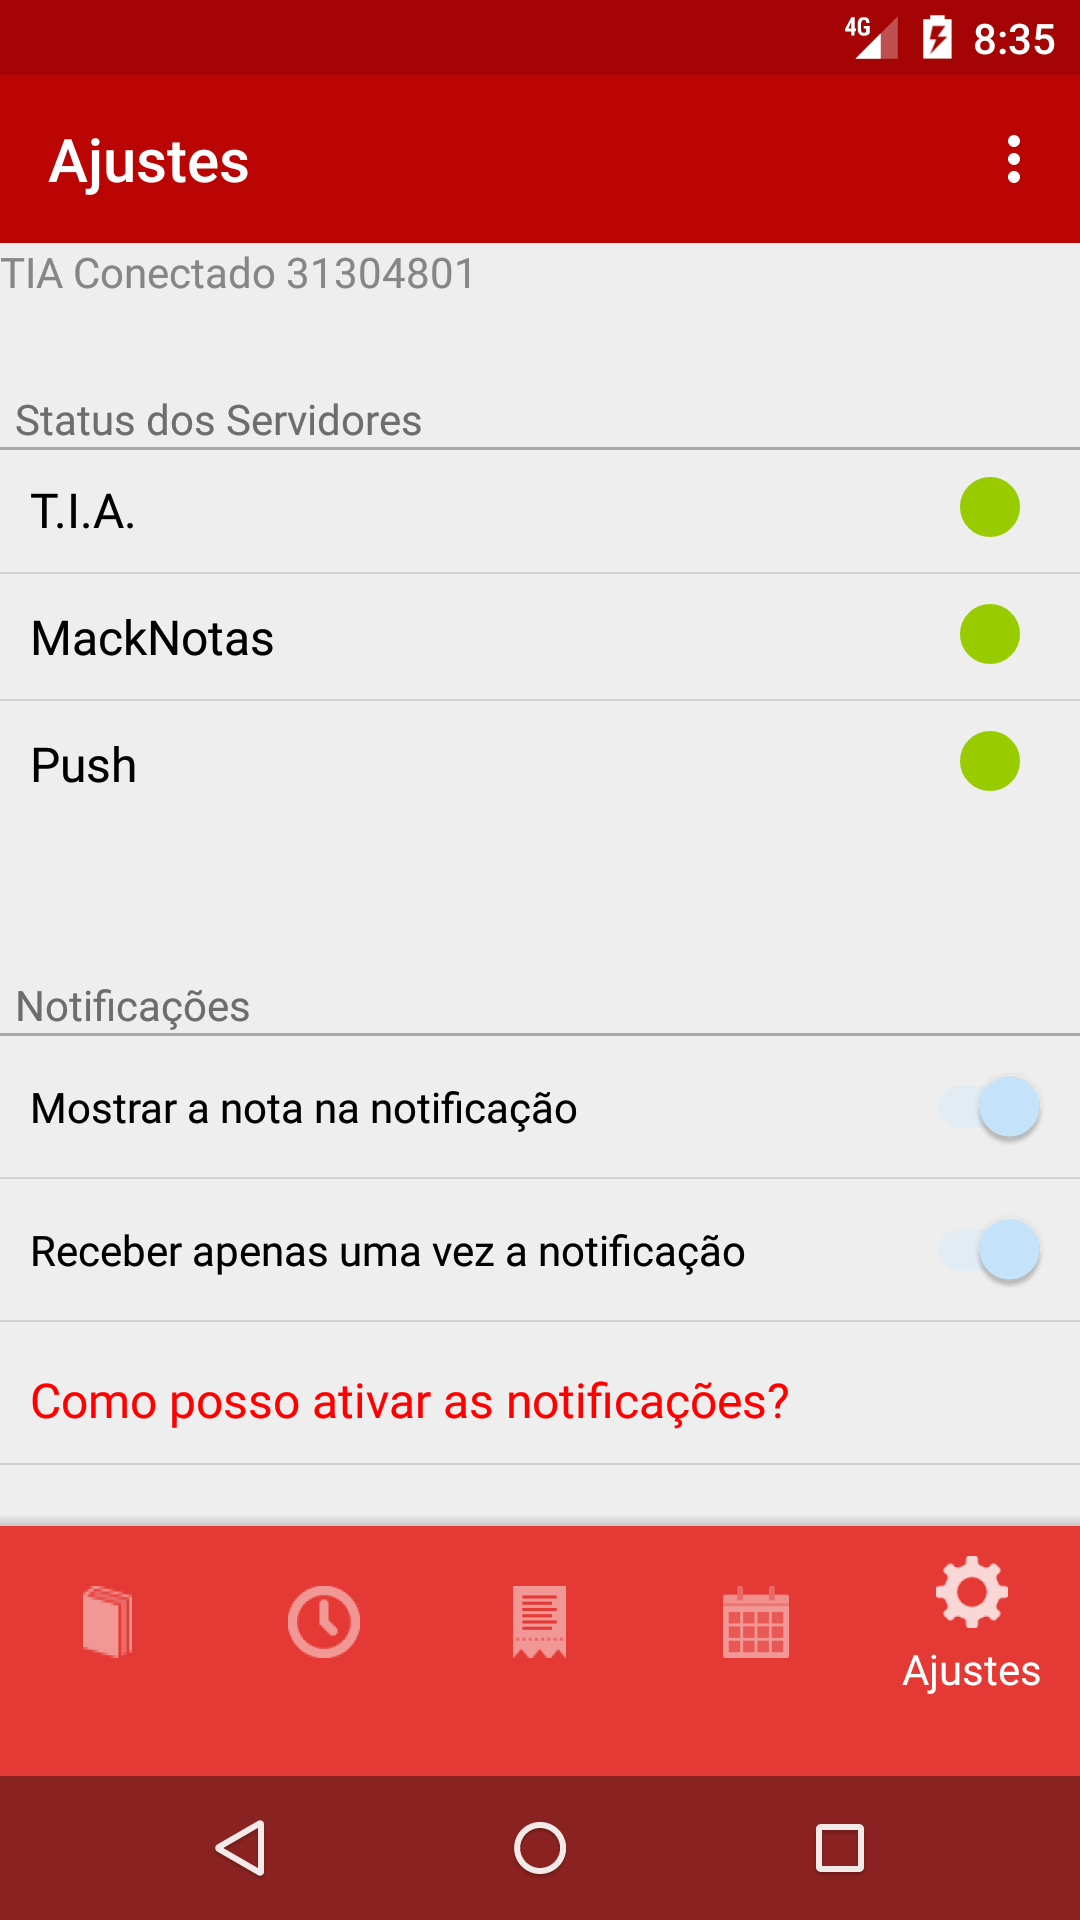 4G 8:35
Ajustes
TIA Conectado 31304801
Status dos Servidores
T.I.A.
MackNotas
Push
Notificações
Mostrar a nota na notificação
Receber apenas uma vez a notificação
Como posso ativar as notificações?
Ajustes